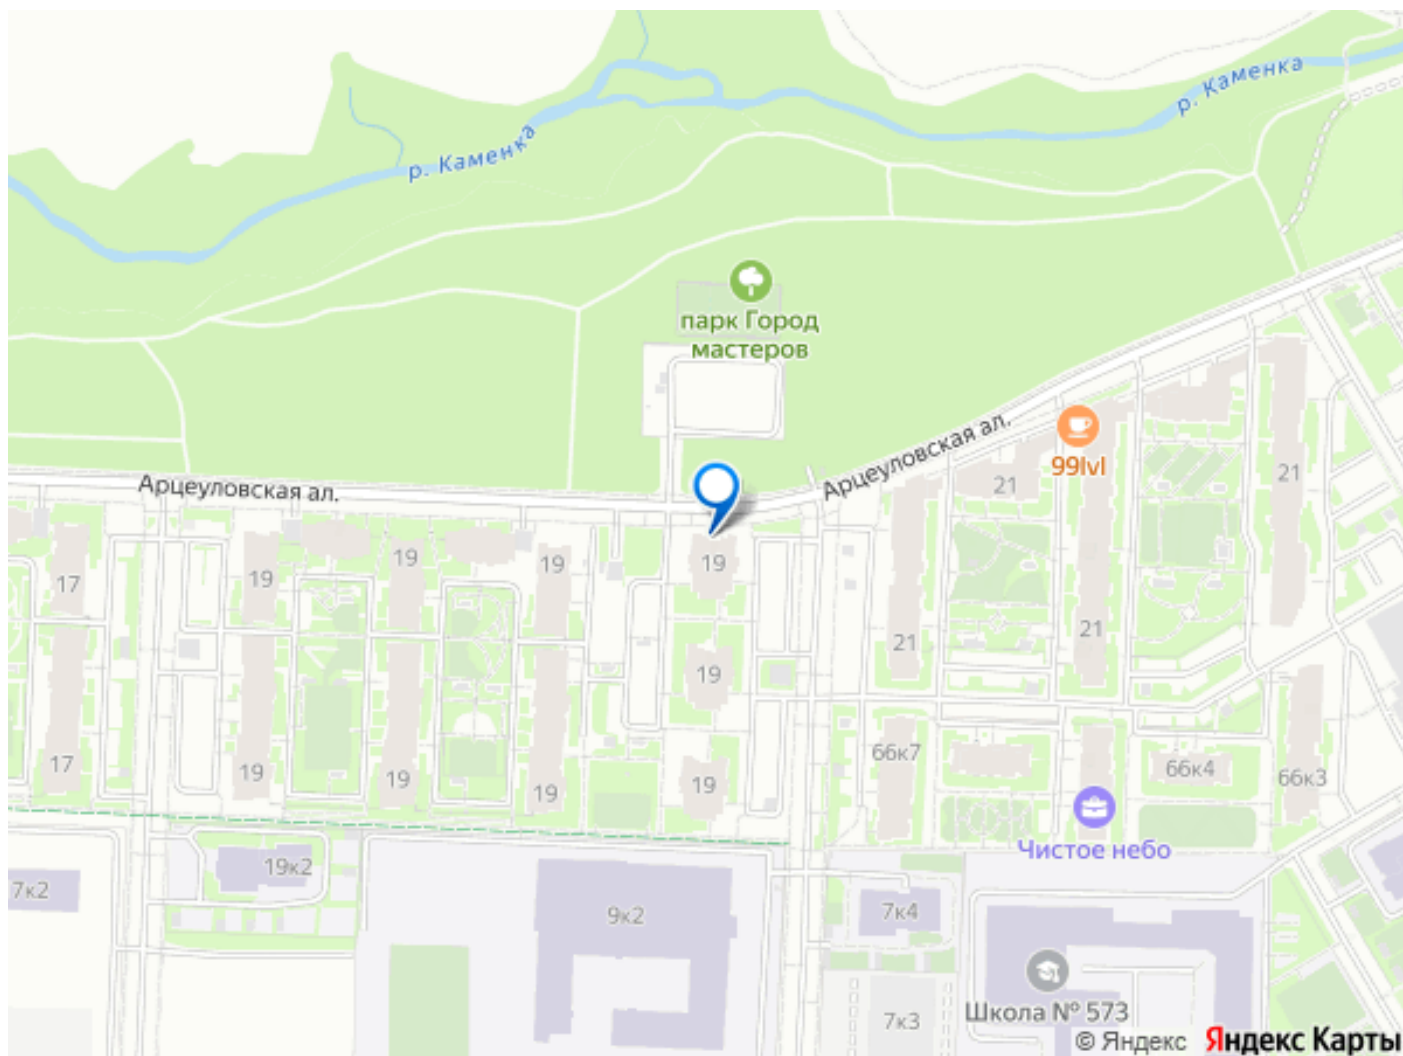 р. Каменка
р. Каменка
парк Город
мастеров
Арцеуловская ал.
99lvl
21
21
Арцеуловская ал.
19
19
19
19
17
21
21
19
17
19
19
19
19
66к7
66к4
66к3
Чистое небо
19к2
7к2
9к2
7к4
Школа № 573
7к3
© Яндекс Яндекс Карты